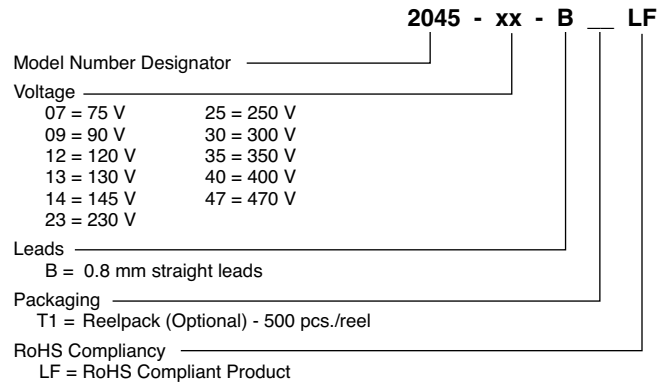 2045 - xx - B __ LF
Model Number Designator
Voltage
07 = 75 V 25 = 250 V
09 = 90 V 30 = 300 V
12 = 120 V 35 = 350 V
13 = 130 V 40 = 400 V
14 = 145 V 47 = 470 V
23 = 230 V
Leads
B = 0.8 mm straight leads
Packaging
T1 = Reelpack (Optional) - 500 pcs./reel
RoHS Compliancy
LF = RoHS Compliant Product